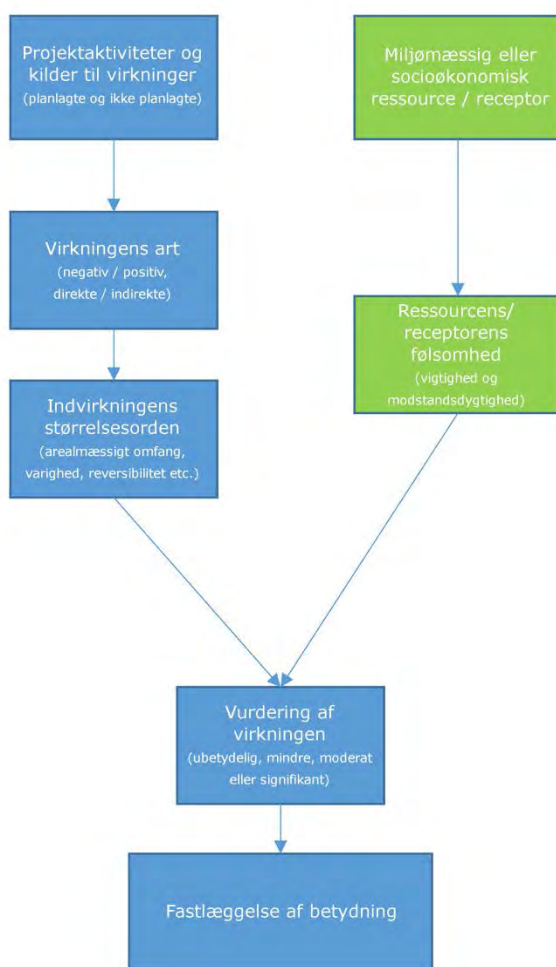 Projektaktiviteter og
kilder til virkninger
(planlagte og ikke planlagte)
Miljømæssig eller
socioøkonomisk
ressource / receptor
Virkningens art
(negativ / positiv,
direkte / indirekte)
Ressourcens/
receptorens
følsomhed
(vigtighed og
modstandsdygtighed)
Indvirkningens
størrelsesorden
(arealmæssigt omfang,
varighed, reversibilitet etc.)
Vurdering af
virkningen
(ubetydelig, mindre, moderat
eller signifikant)
Fastlæggelse af betydning